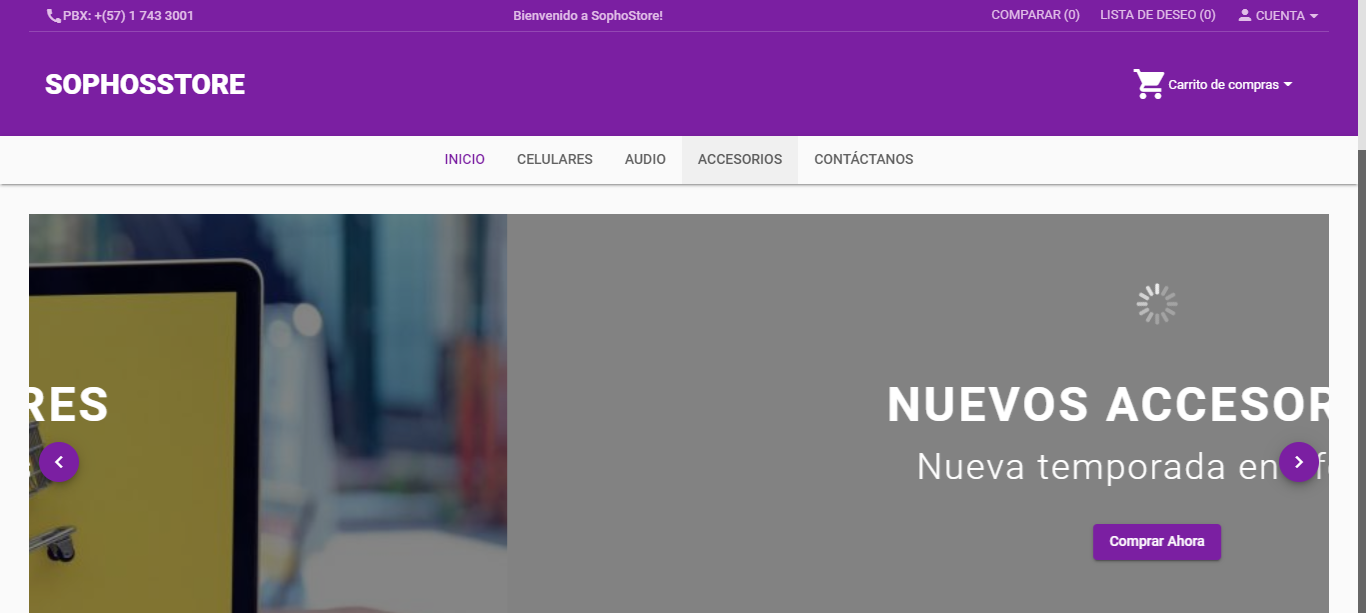 PBX: +(57) 1 743 3001
Bienvenido a SophoStore!
COMPARAR (0)
LISTA DE DESEO (0)
CUENTA
SOPHOSSTORE
Carrito de compras
INICIO
CELULARES
AUDIO
ACCESORIOS
CONTÁCTANOS
RES
NUEVOS ACCESOR
Nueva temporada en
Comprar Ahora